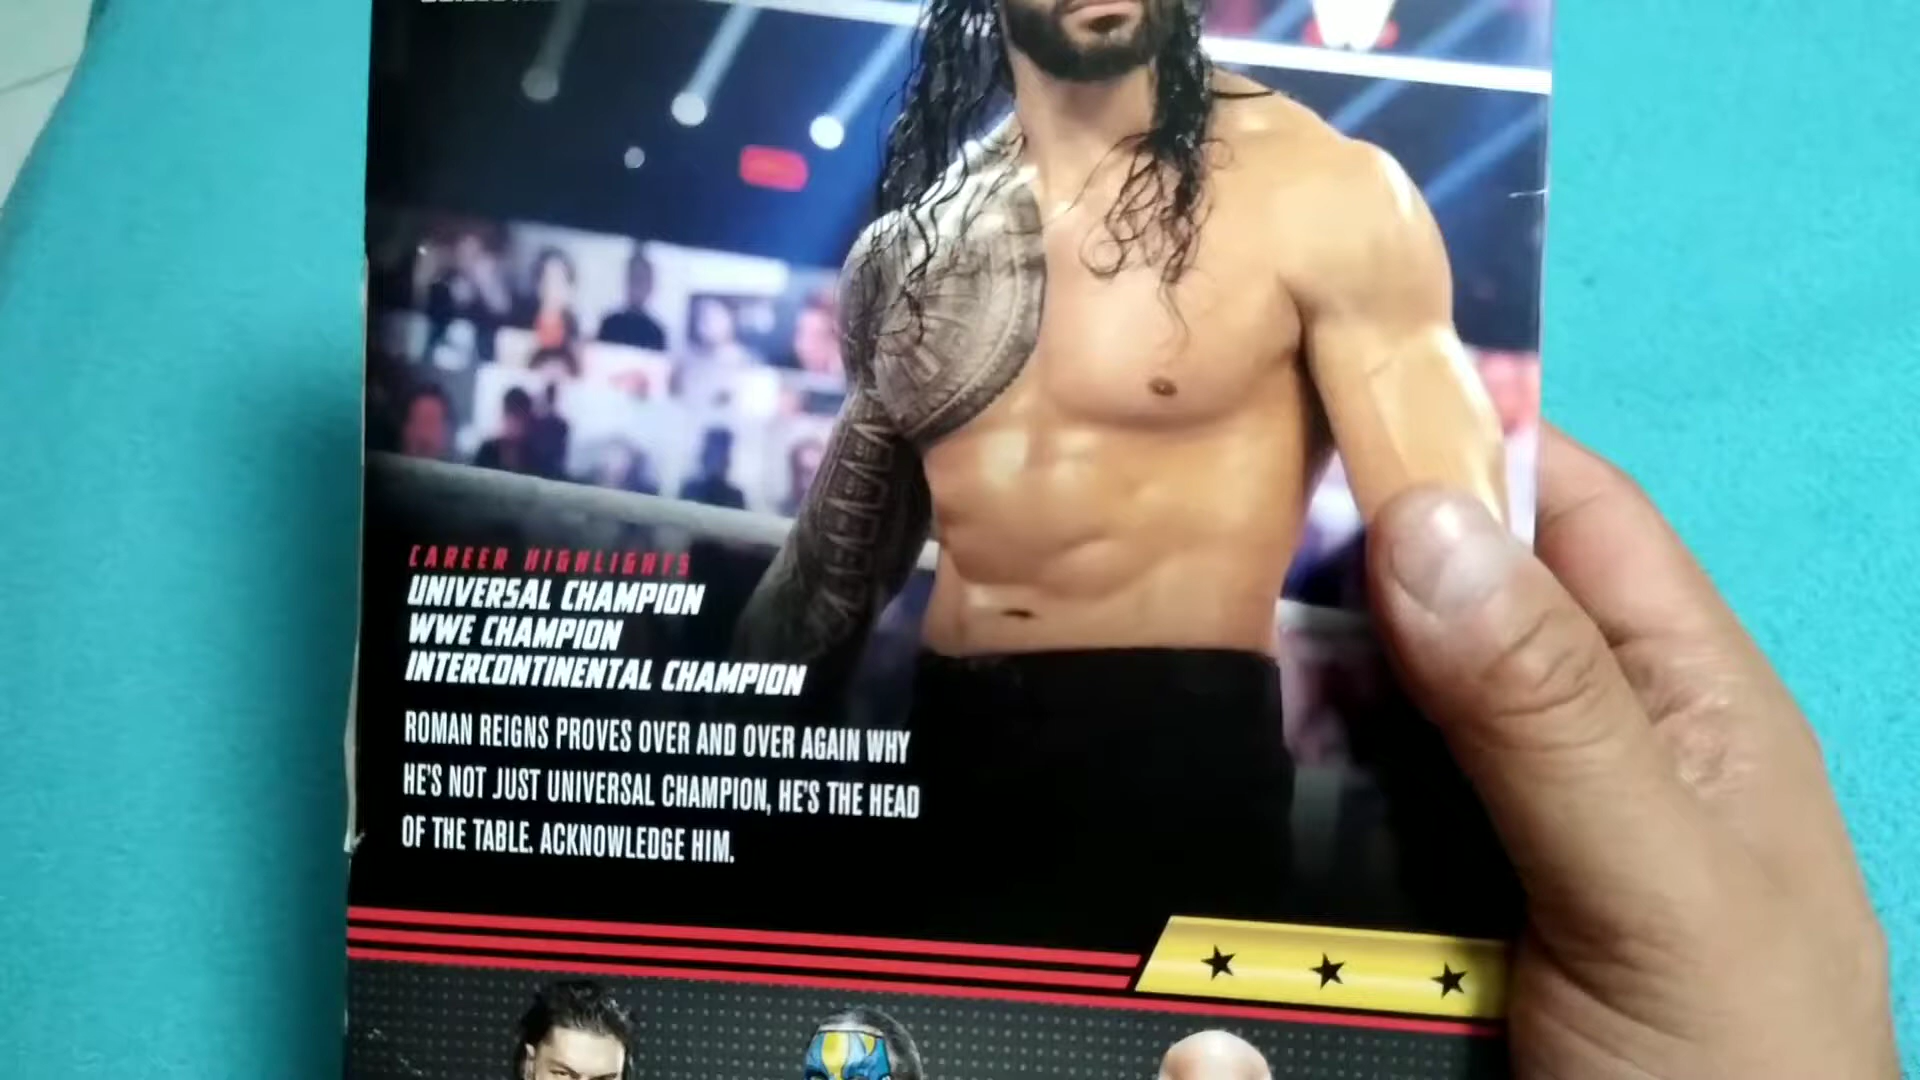 CAREER HIGHLIGHTS
UNIVERSAL CHAMPION
WWE CHAMPION
INTERCONTINENTAL CHAMPION
ROMAN REIGNS PROVES OVER AND OVER AGAIN WHY
HE'S NOT JUST UNIVERSAL CHAMPION, HE'S THE HEAD
OF THE TABLE. ACKNOWLEDGE HIM.